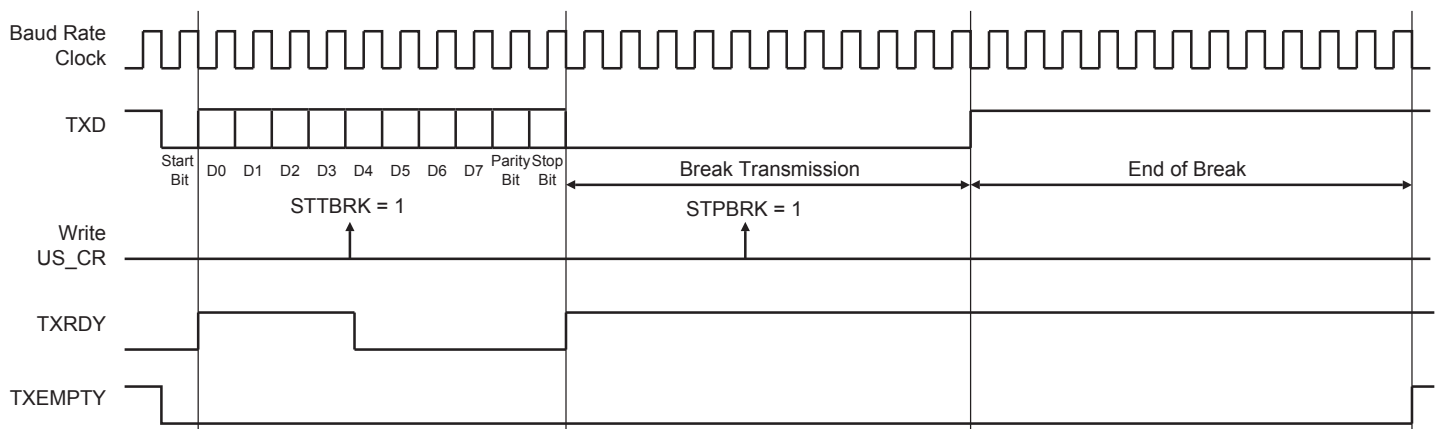 Baud Rate
Clock
TXD
Start
Bit
D0 D1 D2 D3 D4 D5 D6 D7
Parity
Bit
Stop
Bit
Break Transmission
End of Break
STTBRK = 1
STPBRK = 1
Write
US_CR
TXRDY
TXEMPTY